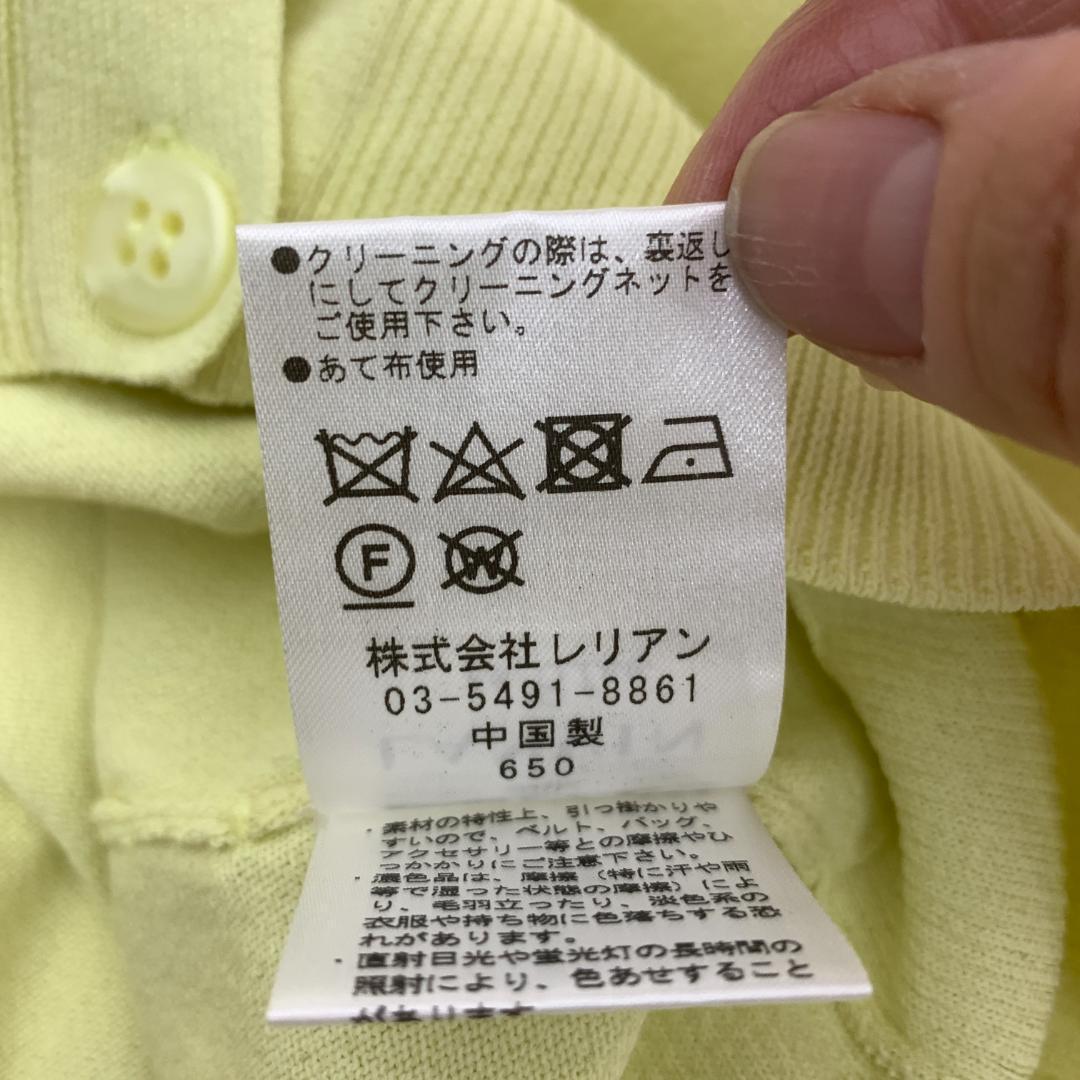 ●クリーニングの際は、裏返し
にしてクリーニングネットを
ご使用下さい。
●あて布使用
F W
株式会社レリアン
03-5491-8861
中国製
650
・素材の特性上、引っ掛かりや
すいので、ベルト、バッグ、
アクセサリー等との摩擦やひ
っかかりにご注意下さい。
・濃色品は、摩擦（特に汗や雨
等で湿った状態の摩擦）によ
り、毛羽立ったり、淡色系の
衣服や持ち物に色落ちする恐
れがあります。
・直射日光や蛍光灯の長時間の
照射により、色あせすること
があります